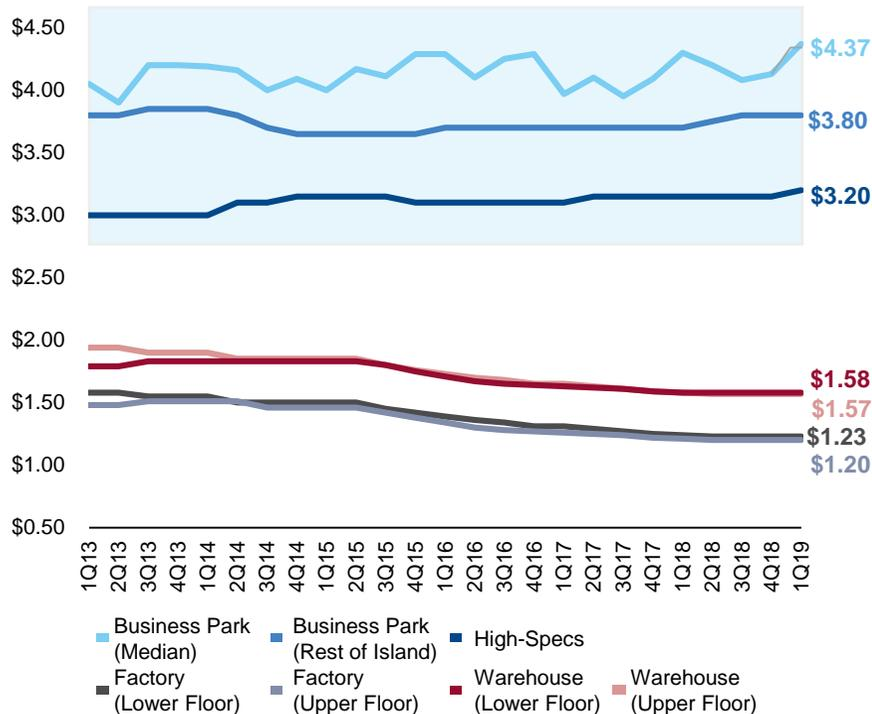 $4.50
$4.00
$3.50
$3.00
$2.50
$2.00
$1.50
$1.00
$0.50
$4.37
$3.80
$3.20
$1.58
$1.57
$1.23
$1.20
1Q13
2Q13
3Q13
4Q13
1Q14
2Q14
3Q14
4Q14
1Q15
2Q15
3Q15
4Q15
1Q16
2Q16
3Q16
4Q16
1Q17
2Q17
3Q17
4Q17
1Q18
2Q18
3Q18
4Q18
1Q19
Business Park
(Median)
Business Park
(Rest of Island)
High-Specs
Factory
(Lower Floor)
Factory
(Upper Floor)
Warehouse
(Lower Floor)
Warehouse
(Upper Floor)